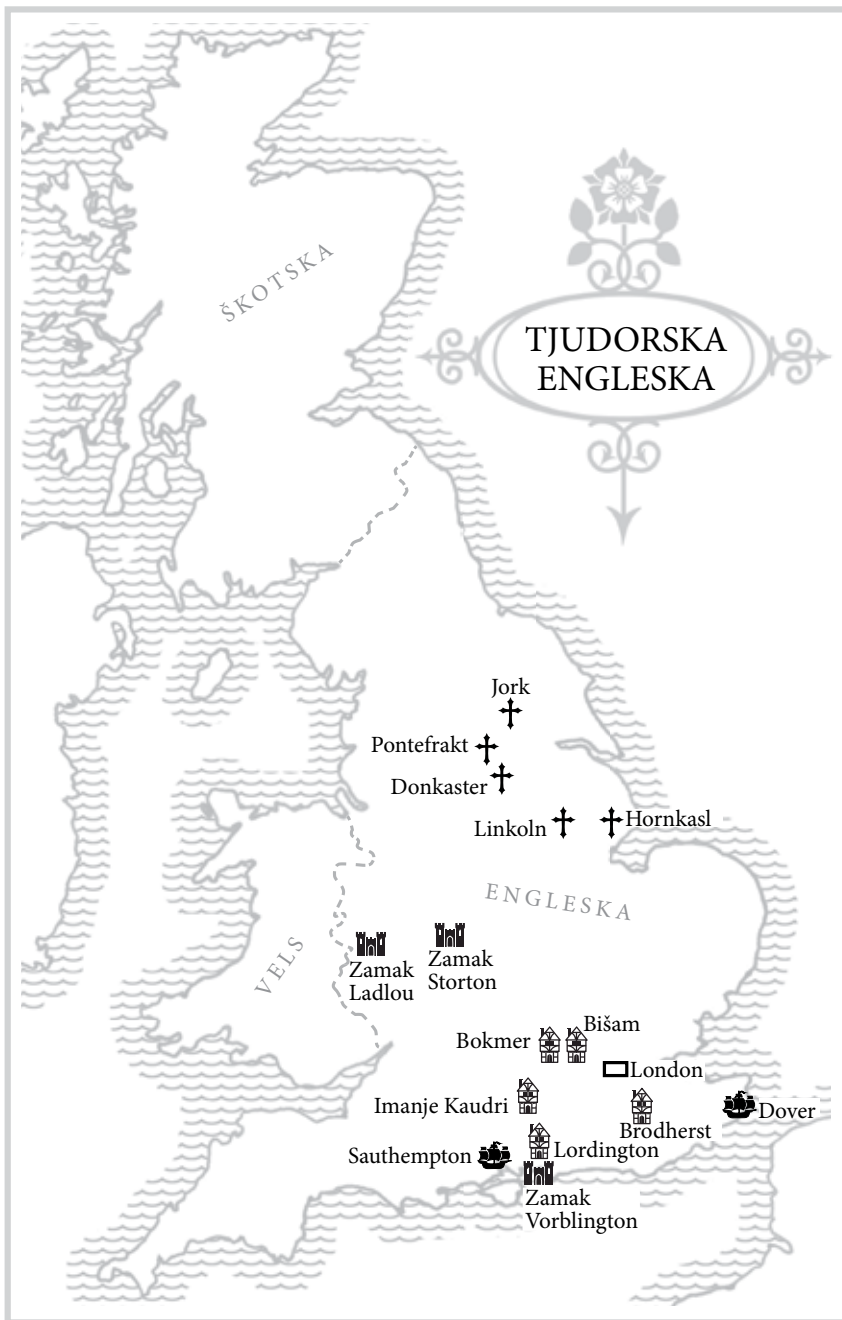 ŠKOTSKA
TJUDORSKA
ENGLESKA
Jork
Pontefrakt
Donkaster
Linkoln
Hornkasl
ENGLESKA
VELS
Zamak
Ladlou
Zamak
Storton
Bokmer
Bišam
London
Imanje Kaudri
Brodherst
Dover
Sauthempton
Lordington
Zamak
Vorblington